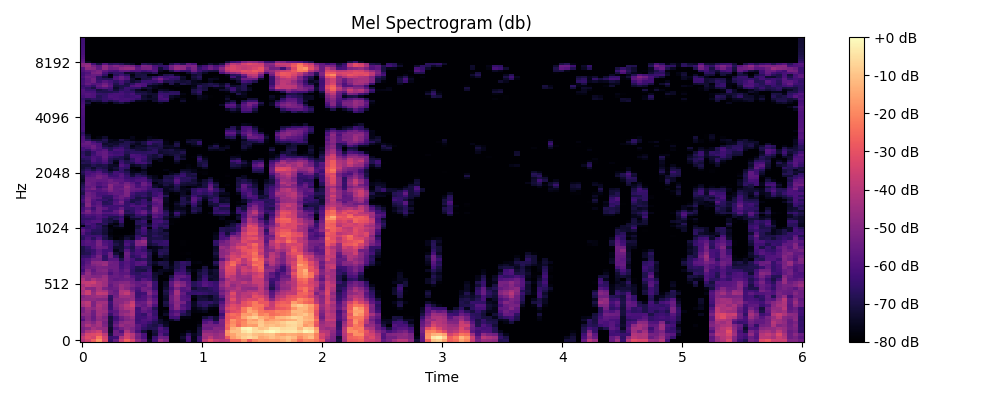 Mel Spectrogram (db)
Hz
8192
4096
2048
1024
512
0
0 1 2 3 4 5 6
Time
+0 dB
-10 dB
-20 dB
-30 dB
-40 dB
-50 dB
-60 dB
-70 dB
-80 dB